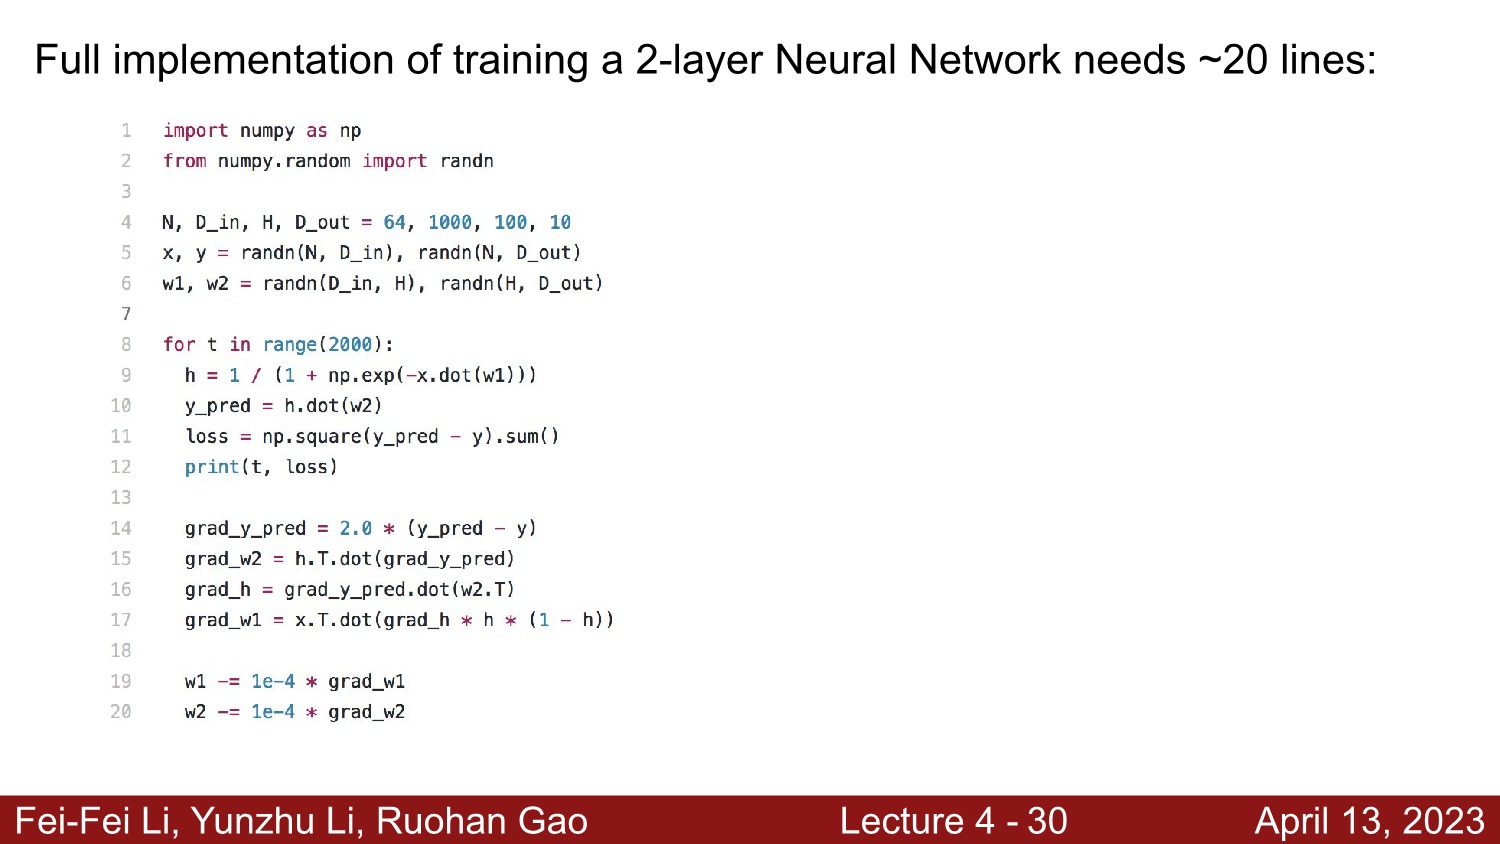 Full implementation of training a 2-layer Neural Network needs ~20 lines:
1 import numpy as np
2 from numpy.random import randn
3
4 N, D_in, H, D_out = 64, 1000, 100, 10
5 x, y = randn(N, D_in), randn(N, D_out)
6 w1, w2 = randn(D_in, H), randn(H, D_out)
7
8 for t in range(2000):
9   h = 1 / (1 + np.exp(-x.dot(w1)))
10   y_pred = h.dot(w2)
11   loss = np.square(y_pred - y).sum()
12   print(t, loss)
13
14   grad_y_pred = 2.0 * (y_pred - y)
15   grad_w2 = h.T.dot(grad_y_pred)
16   grad_h = grad_y_pred.dot(w2.T)
17   grad_w1 = x.T.dot(grad_h * h * (1 - h))
18
19   w1 -= 1e-4 * grad_w1
20   w2 -= 1e-4 * grad_w2
Fei-Fei Li, Yunzhu Li, Ruohan Gao Lecture 4 - 30 April 13, 2023